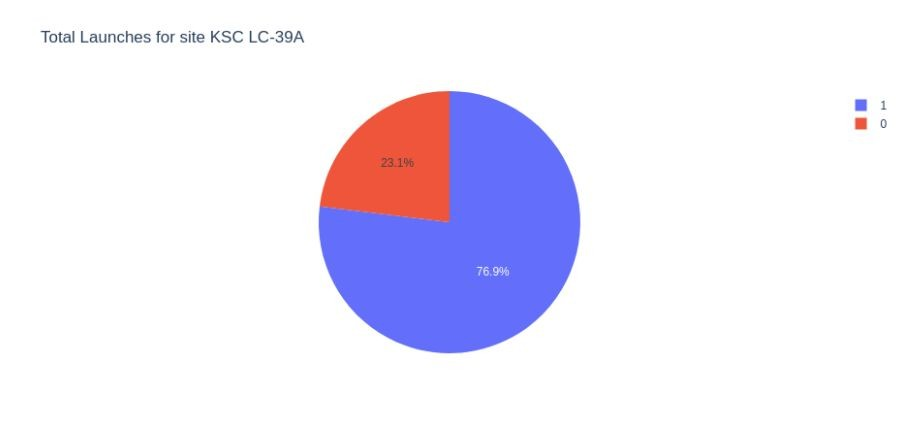 Total Launches for site KSC LC-39A
1
0
23.1%
76.9%